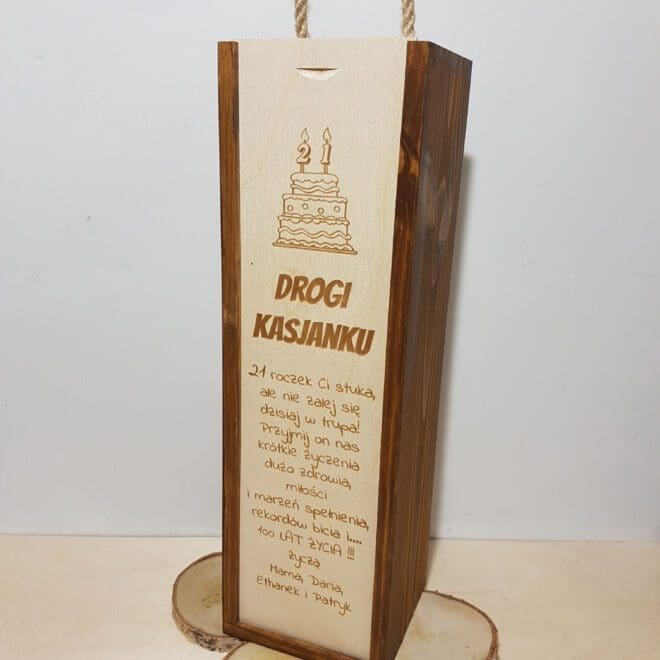 21
DROGI
KASJANKU
21 roczek Ci stuka,
ale nie zalej się
dzisiaj w trupa!
Przyjmij on nas
krótkie życzenia
dużo zdrowia,
miłości
i marzeń spełnienia,
rekordów bicia i....
100 LAT ŻYCIA !!!
życzą
Mama, Daria,
Ethanek i Patryk